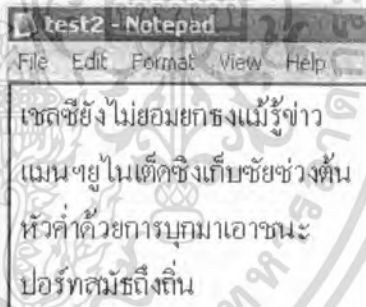 test2 - Notepad
File Edit Format View Help
เชลซียังไม่ยอมยกธงแม้รู้ข่าว
แมนฯยูไนเต็ดซิงเก็บชัยช่วงต้น
หัวค่ำด้วยการบุกมาเอาชนะ
ปอร์ทสมัธถึงถิ่น